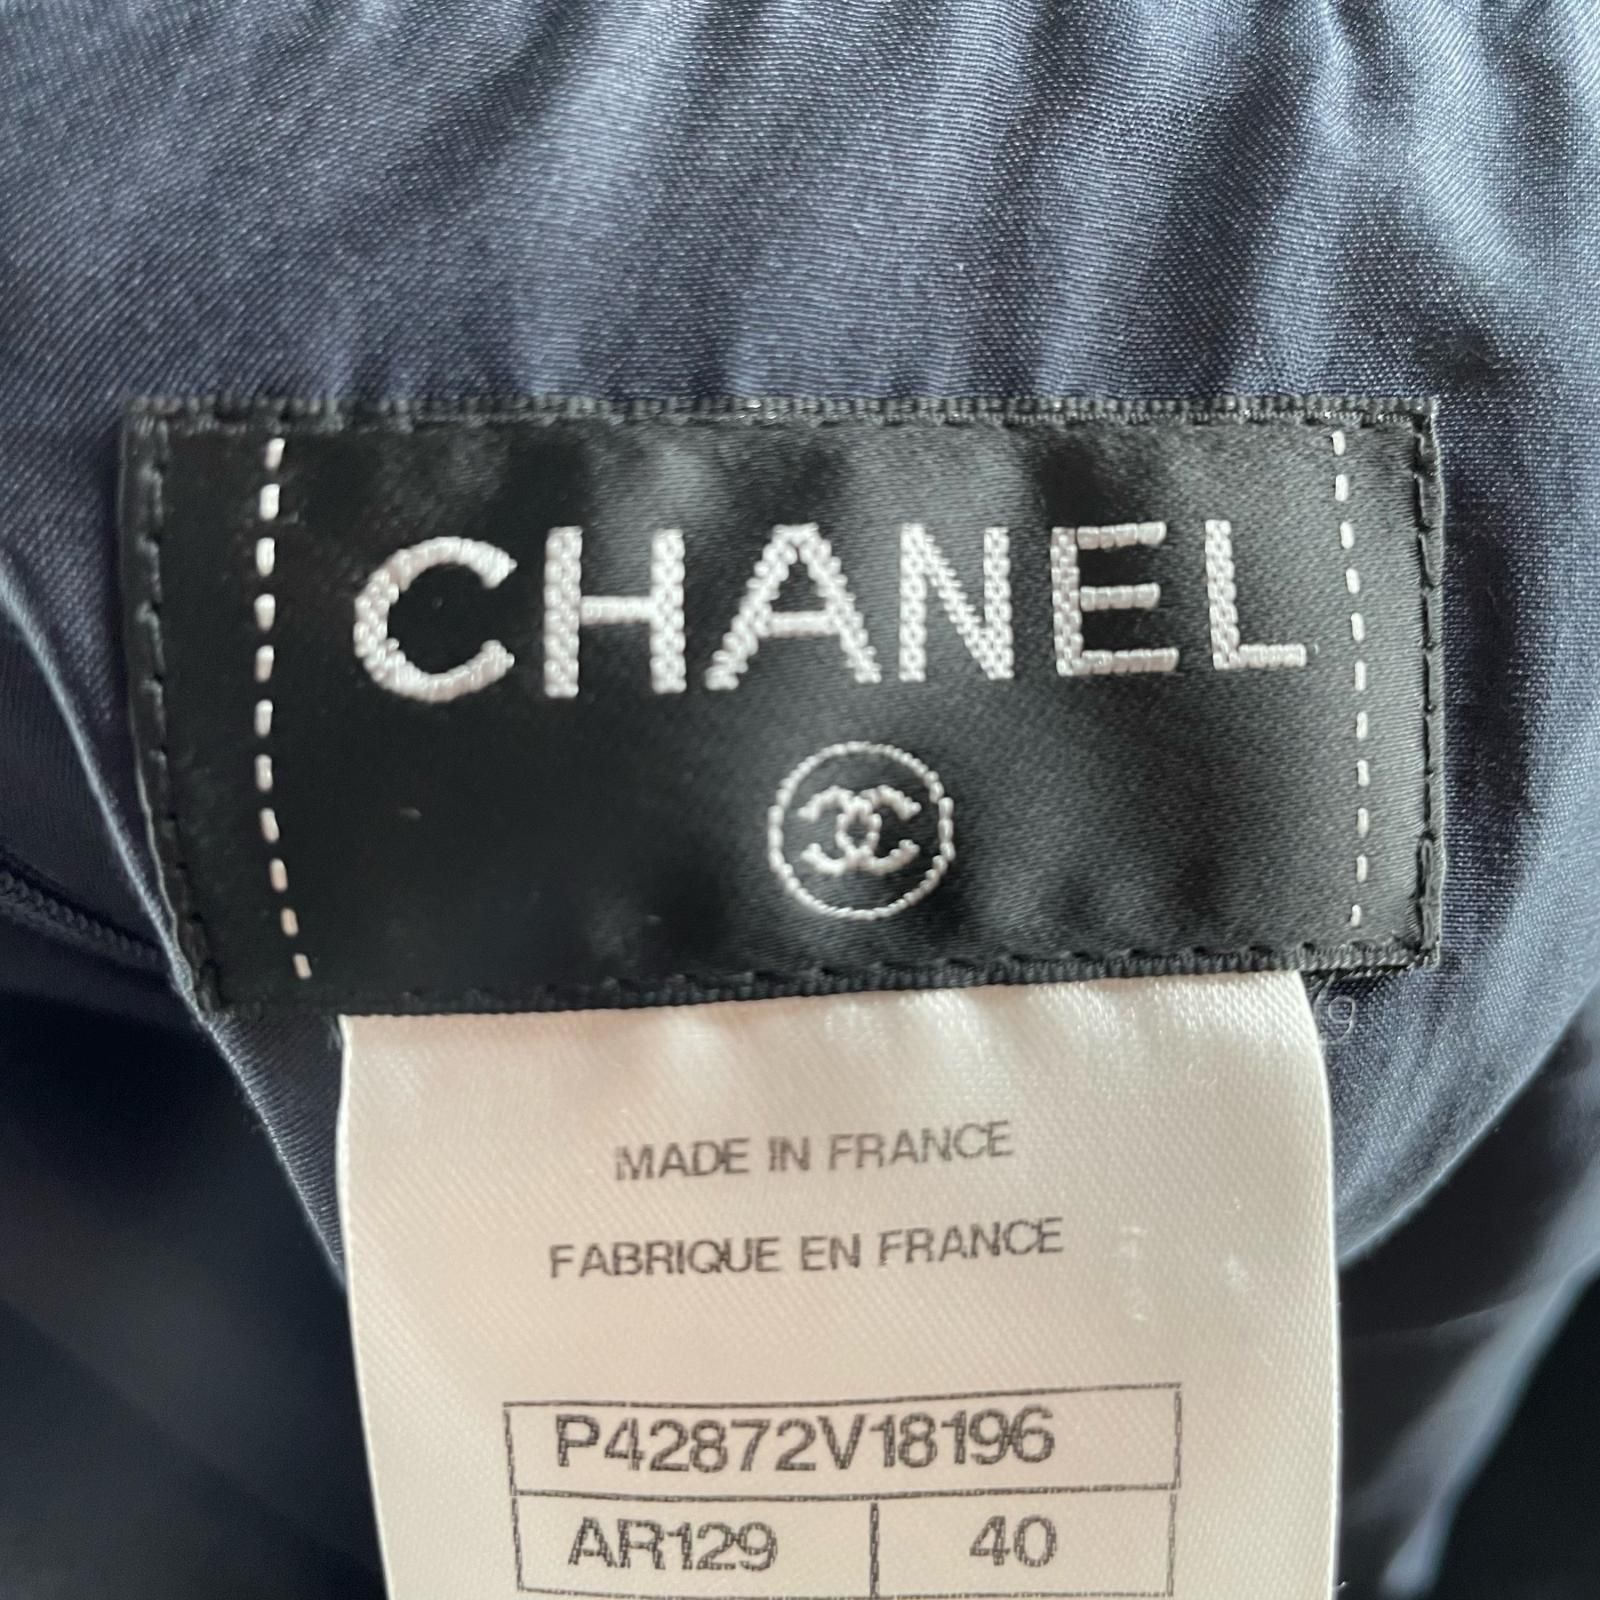 CHANEL
MADE IN FRANCE
FABRIQUE EN FRANCE
P42872V18196
AR129 40